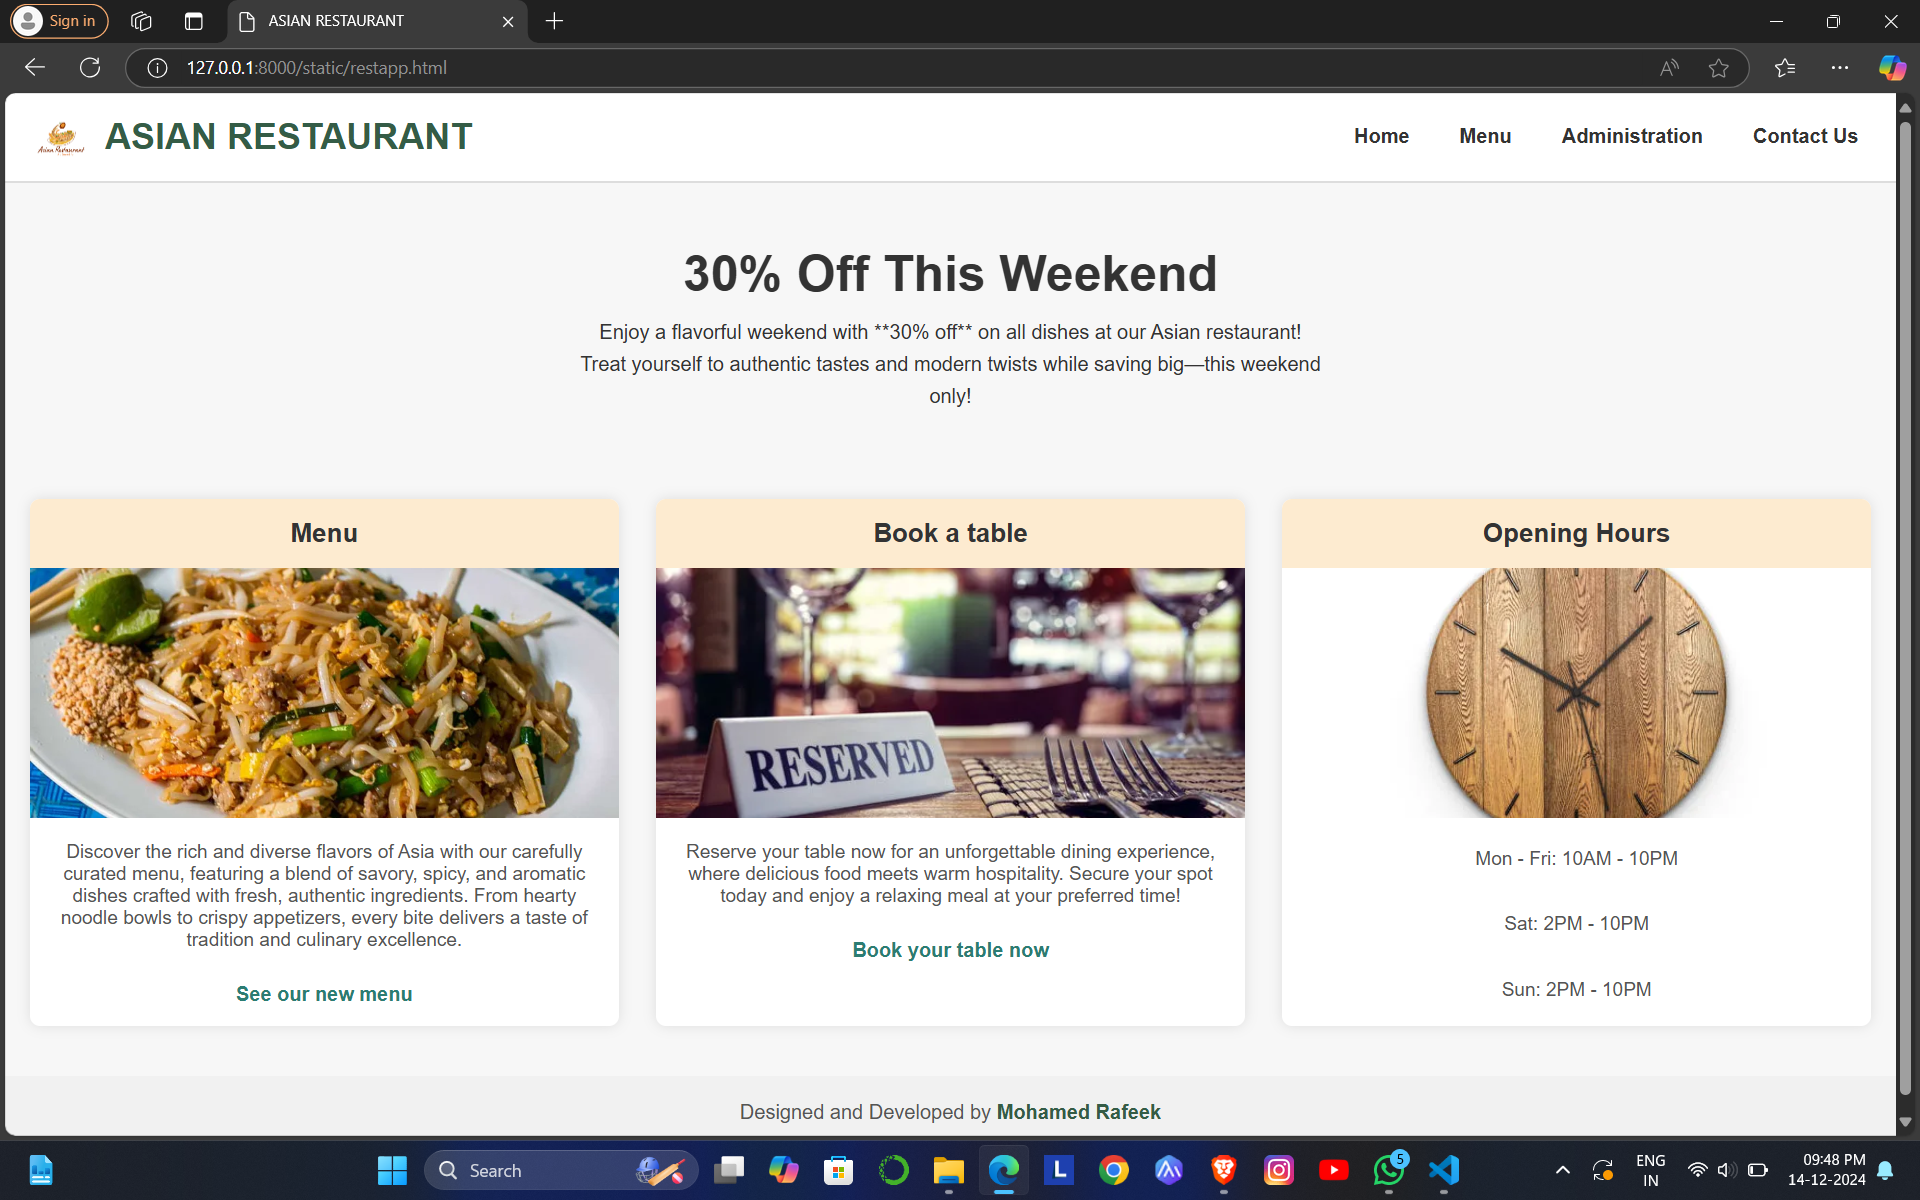 Sign in
ASIAN RESTAURANT
127.0.0.1:8000/static/restapp.html
Asian Restaurant
ASIAN RESTAURANT
Home
Menu
Administration
Contact Us
30% Off This Weekend
Enjoy a flavorful weekend with **30% off** on all dishes at our Asian restaurant!
Treat yourself to authentic tastes and modern twists while saving big—this weekend
only!
Menu
Discover the rich and diverse flavors of Asia with our carefully
curated menu, featuring a blend of savory, spicy, and aromatic
dishes crafted with fresh, authentic ingredients. From hearty
noodle bowls to crispy appetizers, every bite delivers a taste of
tradition and culinary excellence.
See our new menu
Book a table
RESERVED
Reserve your table now for an unforgettable dining experience,
where delicious food meets warm hospitality. Secure your spot
today and enjoy a relaxing meal at your preferred time!
Book your table now
Opening Hours
Mon - Fri: 10AM - 10PM
Sat: 2PM - 10PM
Sun: 2PM - 10PM
Designed and Developed by Mohamed Rafeek
Search
L
5
ENG
IN
09:48 PM
14-12-2024